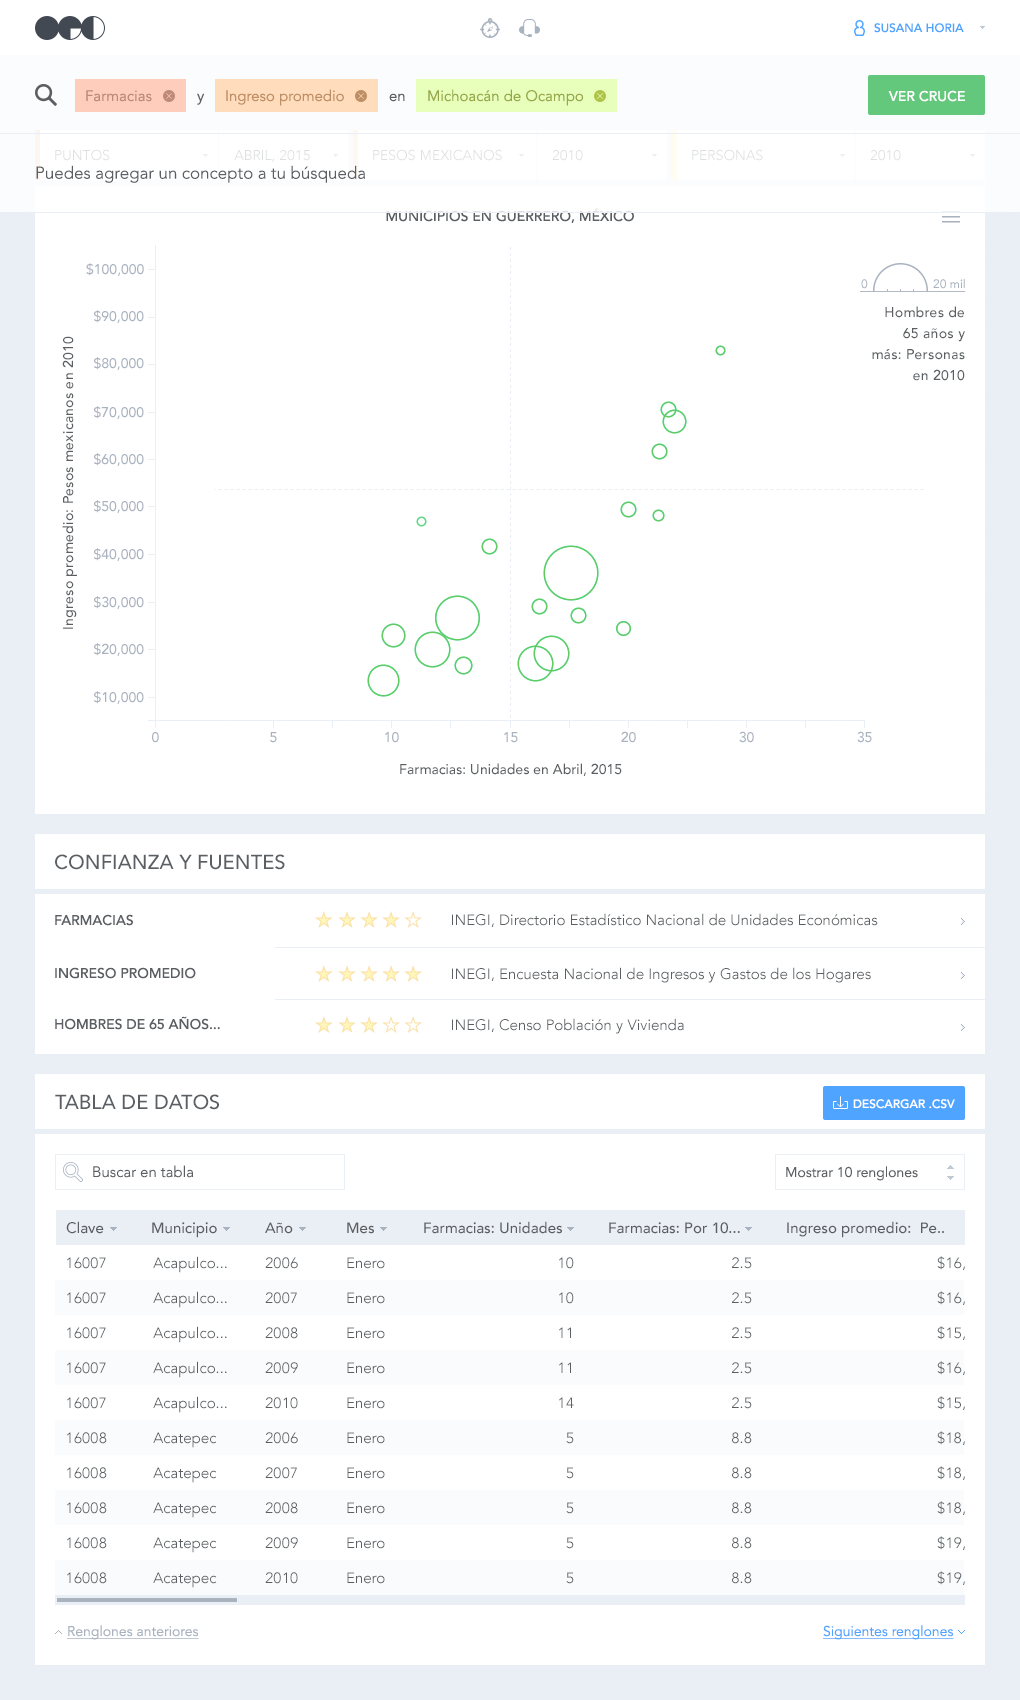 SUSANA HORIA
Farmacias y Ingreso promedio en Michoacán de Ocampo VER CRUCE
PUNTOS ABRIL, 2015 PESOS MEXICANOS 2010 PERSONAS 2010
Puedes agregar un concepto a tu búsqueda
MUNICIPIOS EN GUERRERO, MÉXICO
0 20 mil
Hombres de
65 años y
más: Personas
en 2010
Ingreso promedio: Pesos mexicanos en 2010
$100,000
$90,000
$80,000
$70,000
$60,000
$50,000
$40,000
$30,000
$20,000
$10,000
0 5 10 15 20 30 35
Farmacias: Unidades en Abril, 2015
CONFIANZA Y FUENTES
FARMACIAS INEGI, Directorio Estadístico Nacional de Unidades Económicas
INGRESO PROMEDIO INEGI, Encuesta Nacional de Ingresos y Gastos de los Hogares
HOMBRES DE 65 AÑOS... INEGI, Censo Población y Vivienda
TABLA DE DATOS DESCARGAR .CSV
Buscar en tabla Mostrar 10 renglones
Clave Municipio Año Mes Farmacias: Unidades Farmacias: Por 10... Ingreso promedio: Pe..
16007 Acapulco... 2006 Enero 10 2.5 $16,
16007 Acapulco... 2007 Enero 10 2.5 $16,
16007 Acapulco... 2008 Enero 11 2.5 $15,
16007 Acapulco... 2009 Enero 11 2.5 $16,
16007 Acapulco... 2010 Enero 14 2.5 $15,
16008 Acatepec 2006 Enero 5 8.8 $18,
16008 Acatepec 2007 Enero 5 8.8 $18,
16008 Acatepec 2008 Enero 5 8.8 $18,
16008 Acatepec 2009 Enero 5 8.8 $19,
16008 Acatepec 2010 Enero 5 8.8 $19,
Renglones anteriores Siguientes renglones